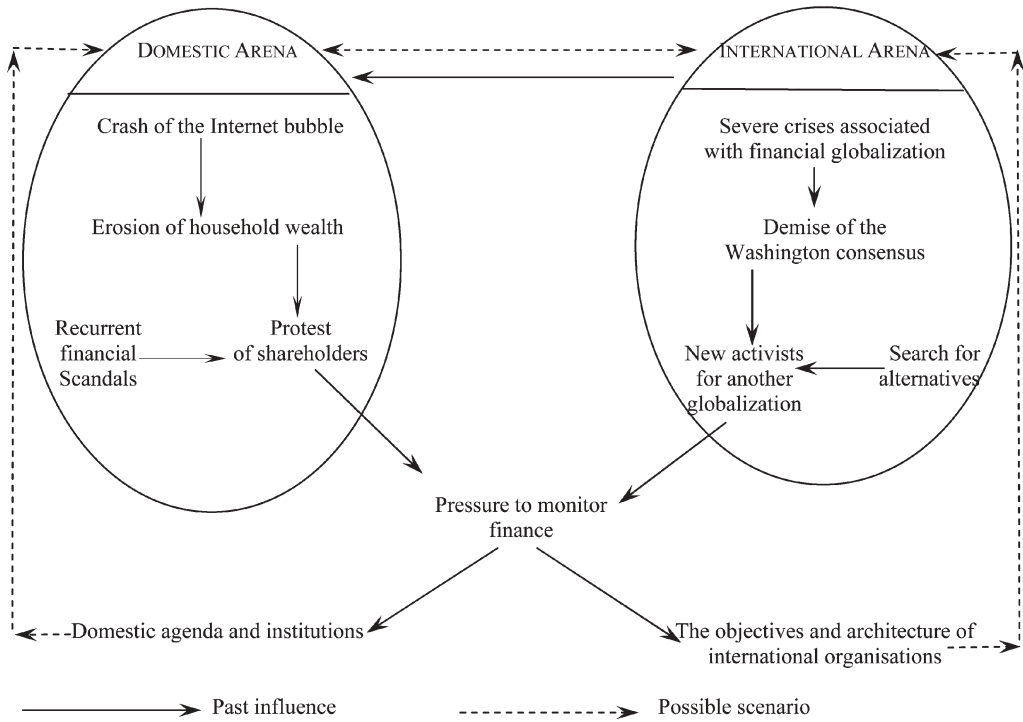 DOMESTIC ARENA
INTERNATIONAL ARENA
Crash of the Internet bubble
Erosion of household wealth
Recurrent
financial
Scandals
Protest
of shareholders
Severe crises associated
with financial globalization
Demise of the
Washington consensus
New activists
for another
globalization
Search for
alternatives
Pressure to monitor
finance
Domestic agenda and institutions
The objectives and architecture of
international organisations
Past influence
Possible scenario